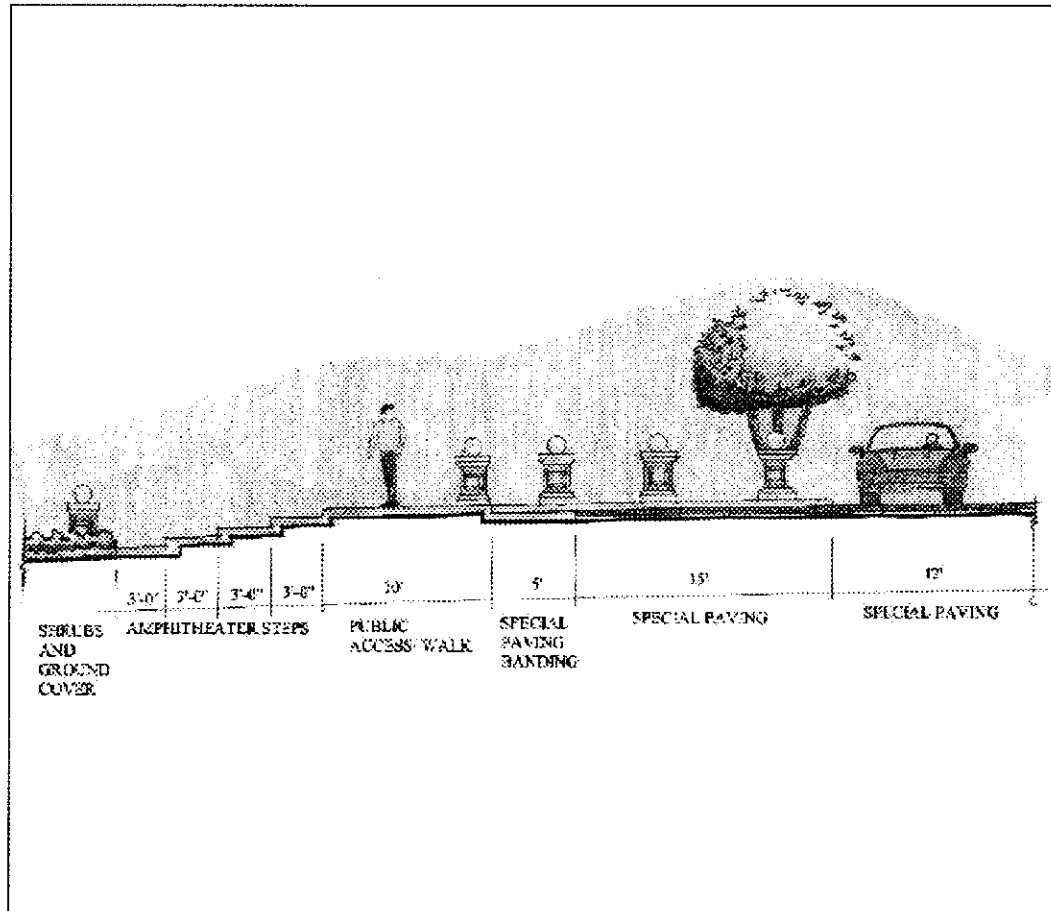 3'-0" 3'-0" 3'-0" 3'-0" 10' 5' 15' 12'
SHRUBS
AND
GROUND
COVER
AMPHITHEATER STEPS
PUBLIC
ACCESS/ WALK
SPECIAL
PAVING
BANDING
SPECIAL PAVING
SPECIAL PAVING